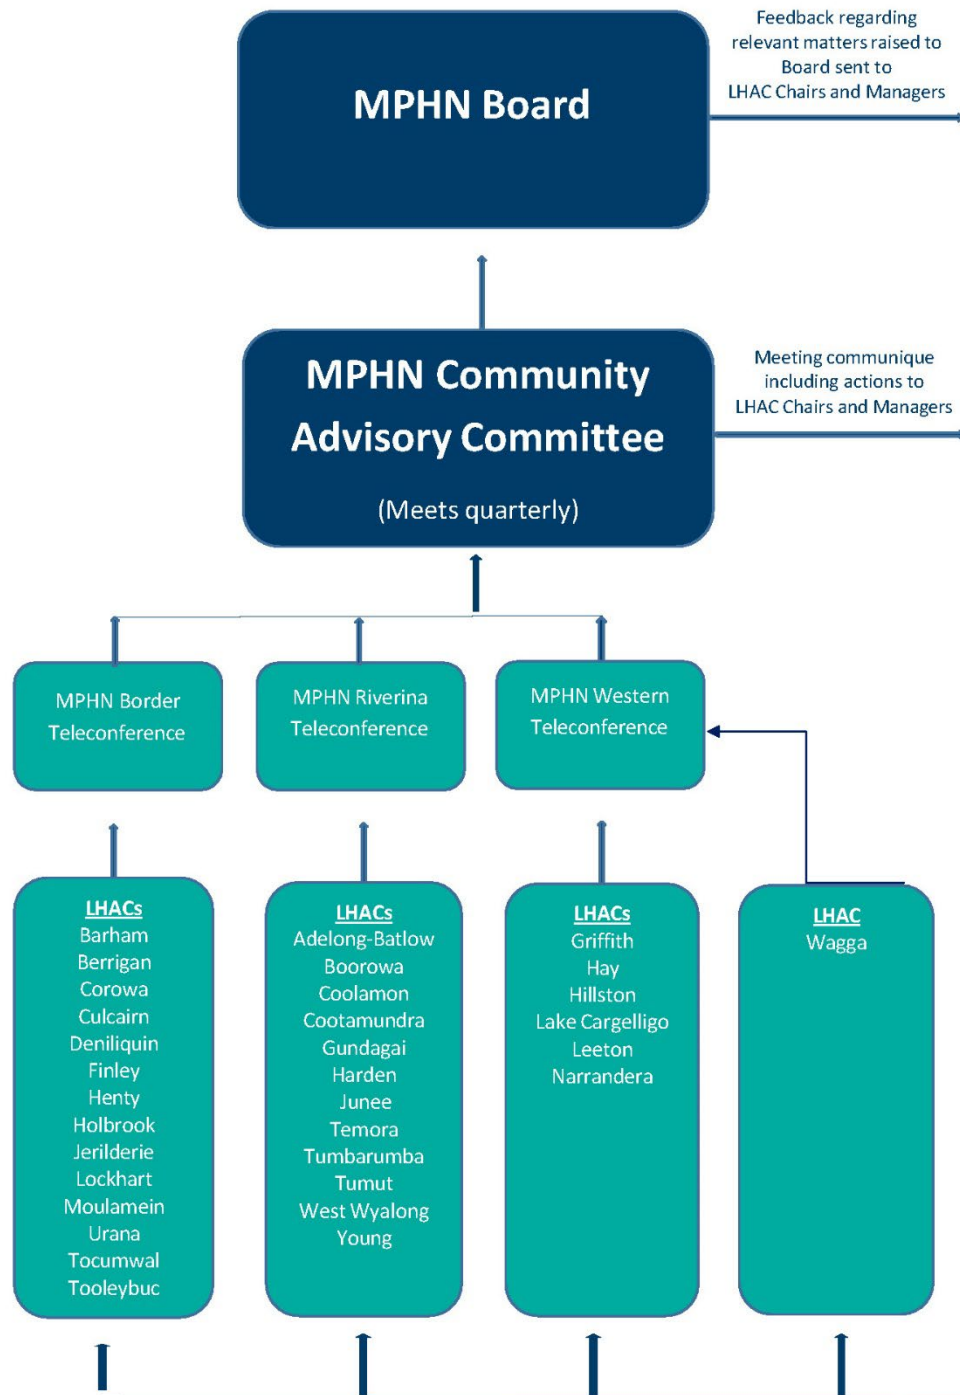 MPHN Board
Feedback regarding
relevant matters raised to
Board sent to
LHAC Chairs and Managers
MPHN Community
Advisory Committee
(Meets quarterly)
Meeting communique
including actions to
LHAC Chairs and Managers
MPHN Border
Teleconference
MPHN Riverina
Teleconference
MPHN Western
Teleconference
LHACs
Barham
Berrigan
Corowa
Culcairn
Deniliquin
Finley
Henty
Holbrook
Jerilderie
Lockhart
Moulamein
Urana
Tocumwal
Tooleybuc
LHACs
Adelong-Batlow
Boorowa
Coolamon
Cootamundra
Gundagai
Harden
Junee
Temora
Tumbarumba
Tumut
West Wyalong
Young
LHACs
Griffith
Hay
Hillston
Lake Cargelligo
Leeton
Narrandera
LHAC
Wagga